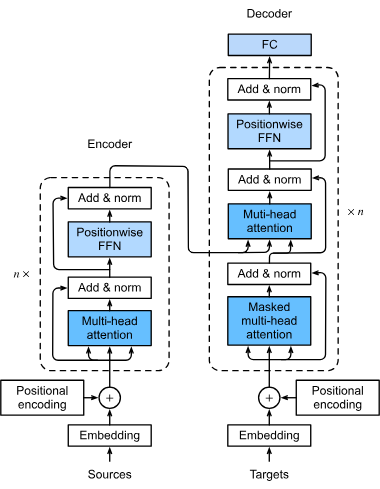 Decoder
FC
Add & norm
Positionwise
FFN
Encoder
Add & norm
Add & norm
Muti-head
attention
× n
Positionwise
FFN
n ×
Add & norm
Add & norm
Multi-head
attention
Masked
multi-head
attention
Positional
encoding
+
+
Positional
encoding
Embedding
Embedding
Sources
Targets